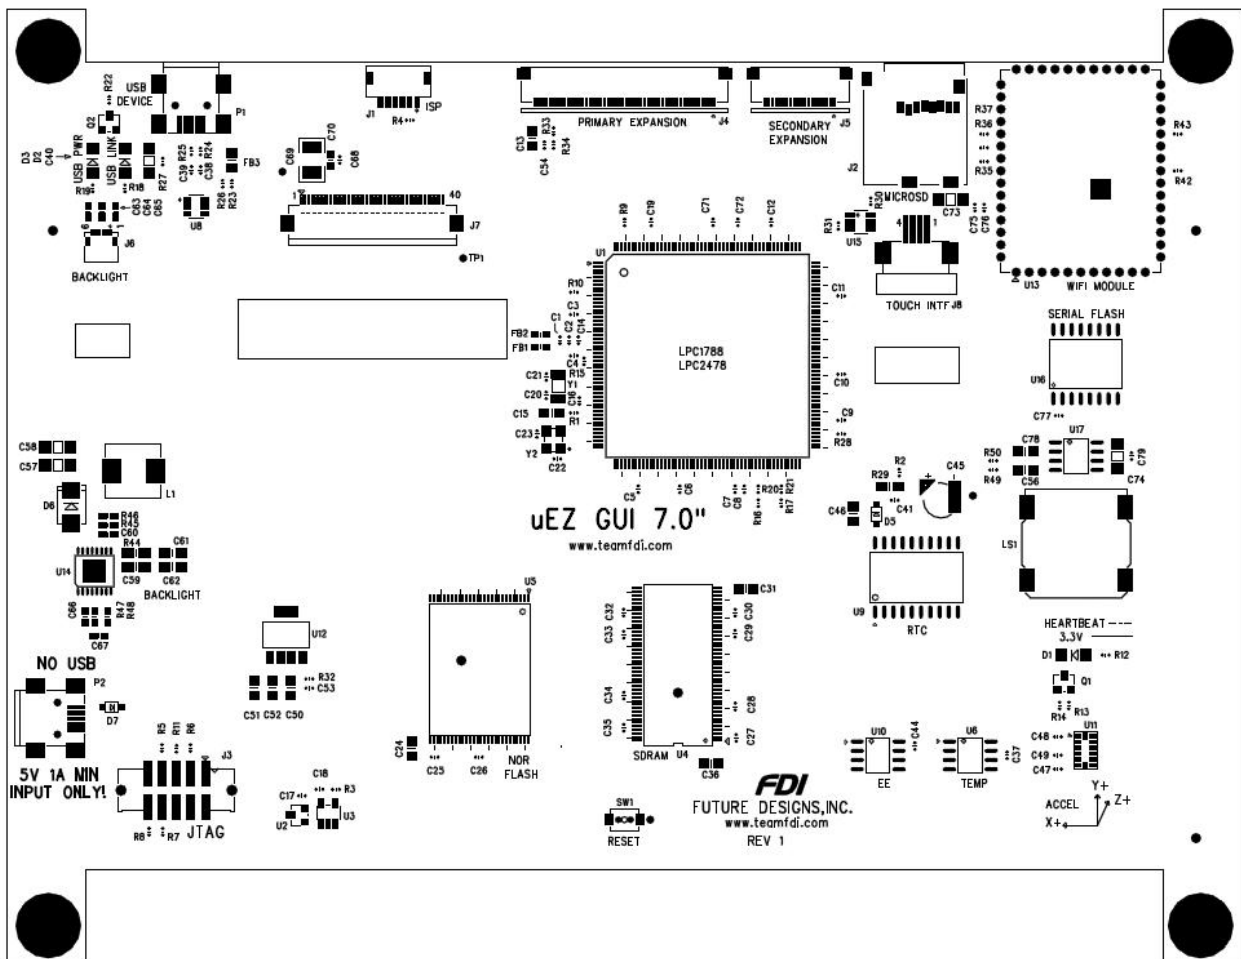 R22
USB
DEVICE
P1
Q2
D3
D2
C40
USB PWR
USB LINK
R25
R24
C39
C38
FB3
R19
R18
R27
R26
R23
C63
C64
C65
6
1
J6
U8
BACKLIGHT
C70
C69
C68
1
40
J7
TP1
J1
ISP
R4
PRIMARY EXPANSION
J4
C13
R33
C54
R34
SECONDARY
EXPANSION
J5
J2
MICROSD
R30
R31
U15
C73
4
1
C75
C76
TOUCH INTF
J8
R37
R36
R35
R43
R42
U13
WIFI MODULE
SERIAL FLASH
U16
C77
R9
C19
C71
C72
C12
U1
R10
C3
C1
C2
C14
FB2
FB1
C4
C21
R15
Y1
C20
C16
C15
R1
C23
Y2
C22
LPC1788
LPC2478
C11
C10
C9
R28
C5
C6
C7
C8
R20
R21
R16
R17
uEZ GUI 7.0"
www.teamfdi.com
C58
C57
L1
D6
R46
R45
C60
R44
C61
U14
C59
C62
BACKLIGHT
C66
R47
R48
C67
U12
R32
C53
C51
C52
C50
U5
NOR
FLASH
C24
C25
C26
C31
C32
C33
C30
C29
C34
C35
C28
C27
SDRAM
U4
C36
R29
R2
C45
C41
C46
D5
U9
RTC
U17
R50
R49
C78
C56
C79
C74
LS1
HEARTBEAT
3.3V
D1
R12
Q1
R14
R13
U11
C48
C49
C47
U10
C44
EE
U6
C37
TEMP
ACCEL
Y+
Z+
X+
NO USB
P2
D7
5V 1A MIN
INPUT ONLY!
R5
R11
R6
J3
R8
R7
JTAG
C18
C17
R3
U2
U3
SW1
RESET
FDI
FUTURE DESIGNS,INC.
www.teamfdi.com
REV 1